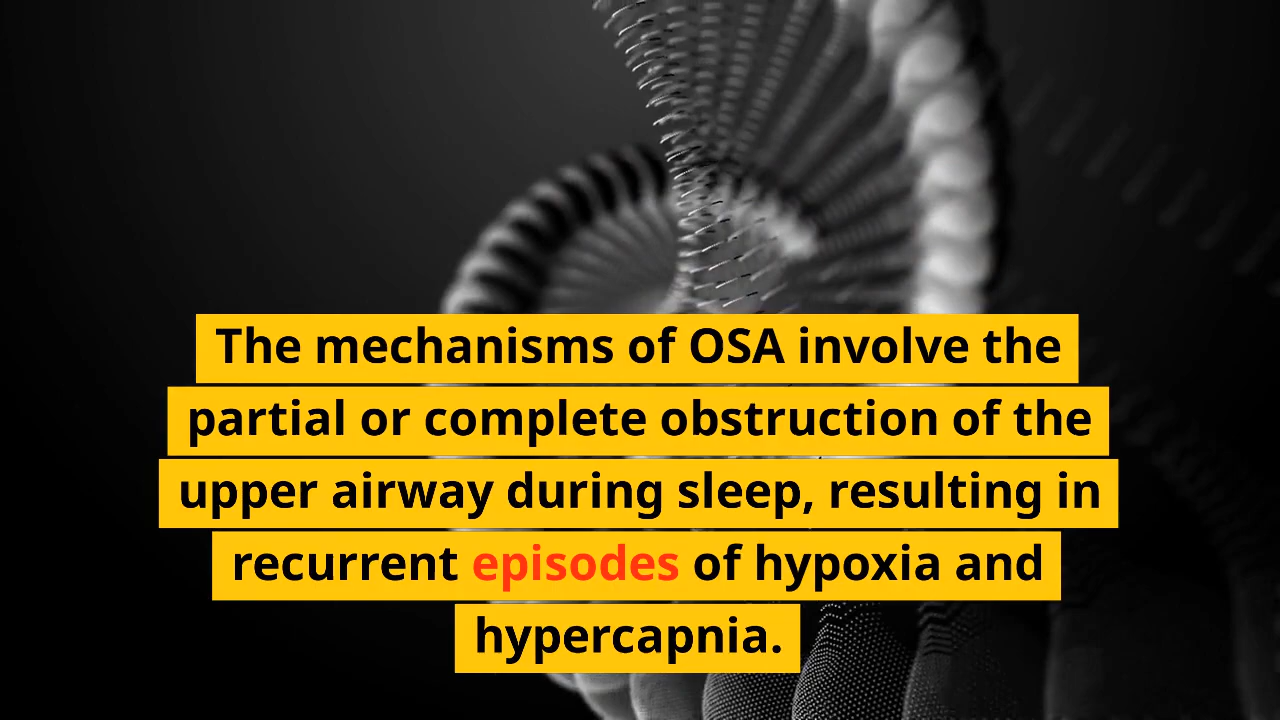 The mechanisms of OSA involve the
partial or complete obstruction of the
upper airway during sleep, resulting in
recurrent episodes of hypoxia and
hypercapnia.